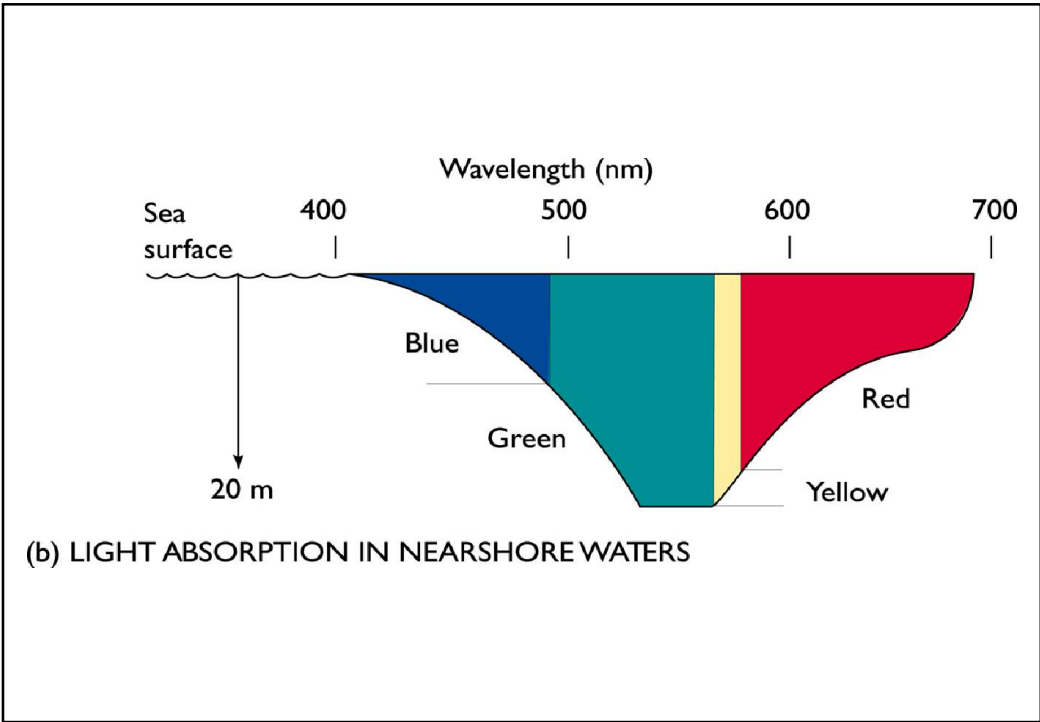 Wavelength (nm)
Sea
surface
400
500
600
700
Blue
Green
Red
Yellow
20 m
(b) LIGHT ABSORPTION IN NEARSHORE WATERS